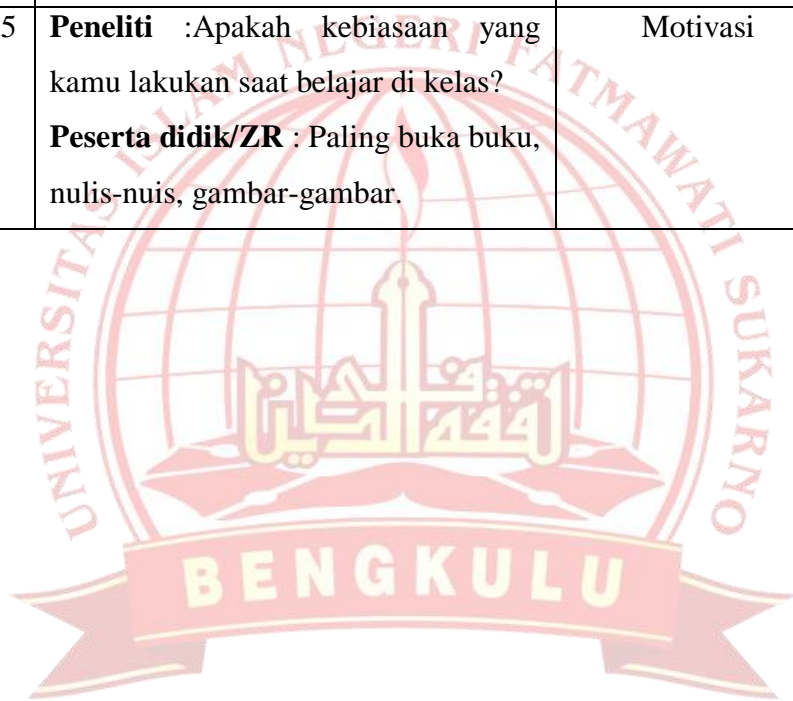 5 Peneliti :Apakah kebiasaan yang Motivasi
kamu lakukan saat belajar di kelas?
Peserta didik/ZR : Paling buka buku,
nulis-nuis, gambar-gambar.
UNIVERSITAS ISLAM NEGERI FATMAWATI SUKARNO
BENGKULU